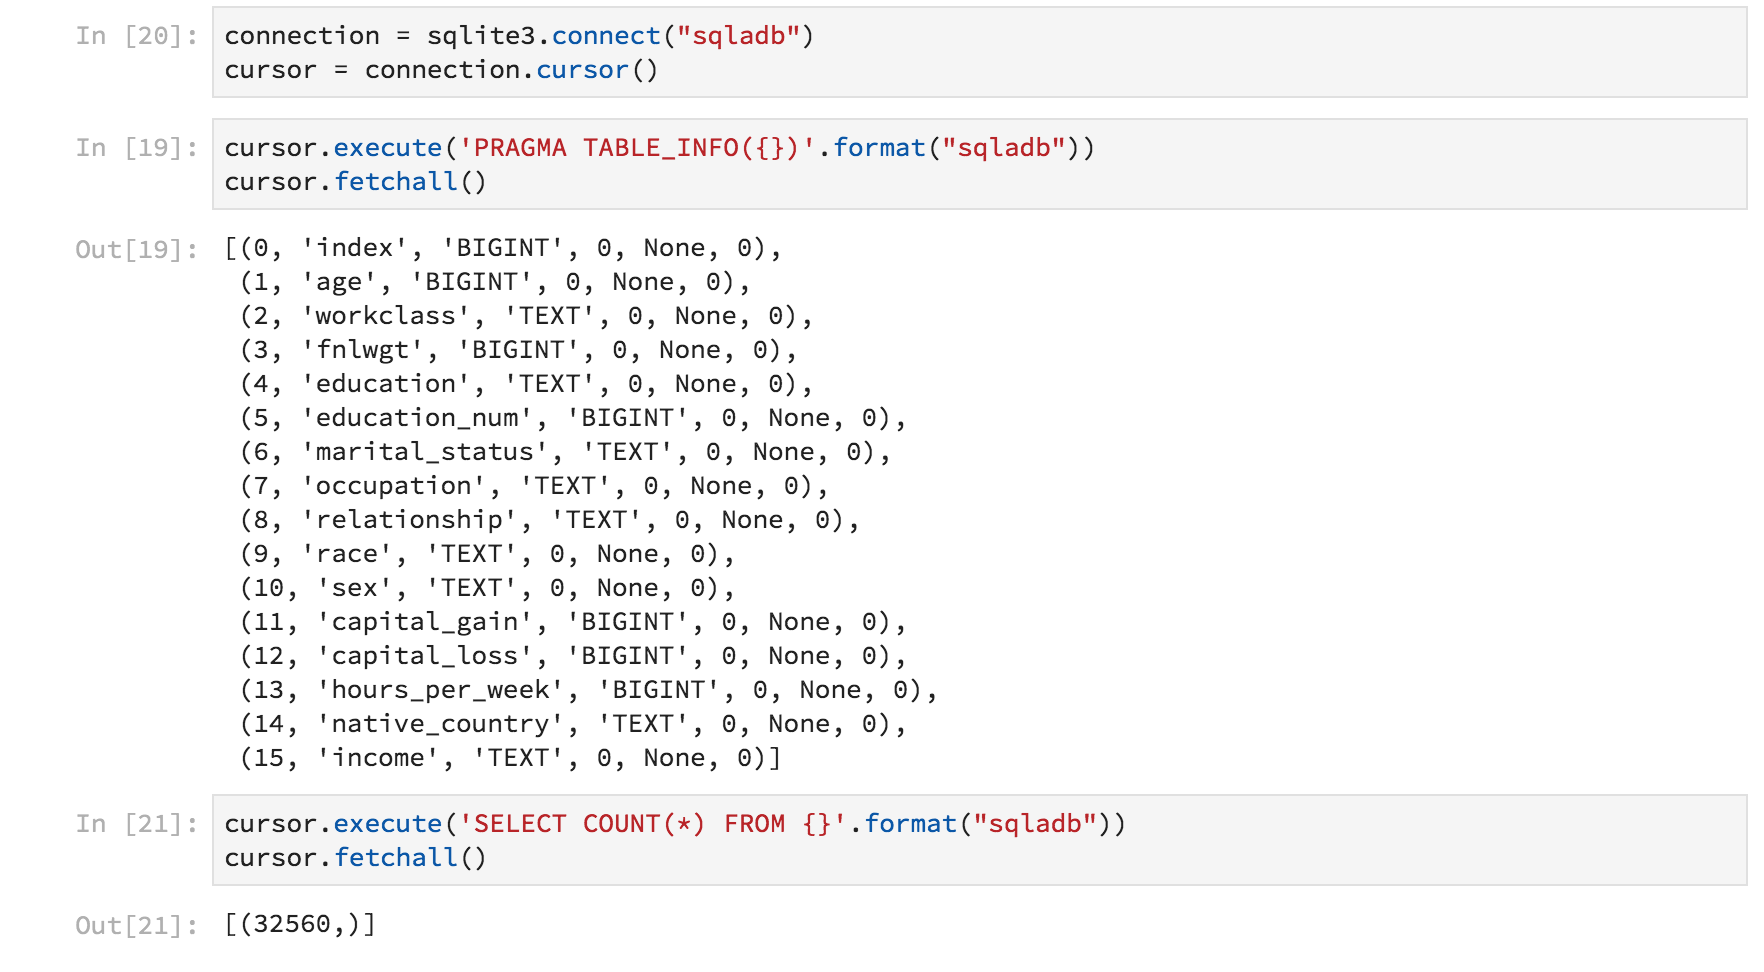 In [20]: connection = sqlite3.connect("sqladb")
cursor = connection.cursor()
In [19]: cursor.execute('PRAGMA TABLE_INFO({})'.format("sqladb"))
cursor.fetchall()
Out[19]: [(0, 'index', 'BIGINT', 0, None, 0),
(1, 'age', 'BIGINT', 0, None, 0),
(2, 'workclass', 'TEXT', 0, None, 0),
(3, 'fnlwgt', 'BIGINT', 0, None, 0),
(4, 'education', 'TEXT', 0, None, 0),
(5, 'education_num', 'BIGINT', 0, None, 0),
(6, 'marital_status', 'TEXT', 0, None, 0),
(7, 'occupation', 'TEXT', 0, None, 0),
(8, 'relationship', 'TEXT', 0, None, 0),
(9, 'race', 'TEXT', 0, None, 0),
(10, 'sex', 'TEXT', 0, None, 0),
(11, 'capital_gain', 'BIGINT', 0, None, 0),
(12, 'capital_loss', 'BIGINT', 0, None, 0),
(13, 'hours_per_week', 'BIGINT', 0, None, 0),
(14, 'native_country', 'TEXT', 0, None, 0),
(15, 'income', 'TEXT', 0, None, 0)]
In [21]: cursor.execute('SELECT COUNT(*) FROM {}'.format("sqladb"))
cursor.fetchall()
Out[21]: [(32560,)]